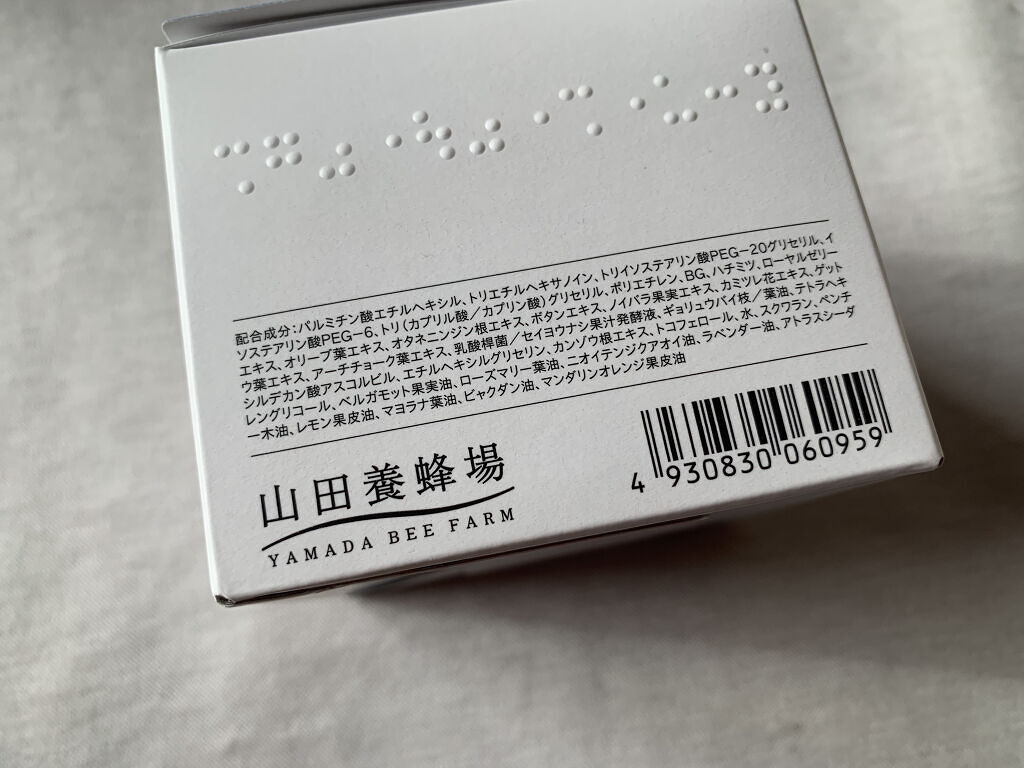 配合成分：パルミチン酸エチルヘキシル、トリエチルヘキサノイン、トリイソステアリン酸PEG−20グリセリル、イ
ソステアリン酸PEG−6、トリ（カプリル酸／カプリン酸）グリセリル、ポリエチレン、BG、ハチミツ、ローヤルゼリー
エキス、オリーブ葉エキス、オタネニンジン根エキス、ボタンエキス、ノイバラ果実エキス、カミツレ花エキス、ゲット
ウ葉エキス、アーチチョーク葉エキス、乳酸桿菌／セイヨウナシ果汁発酵液、ギョリュウバイ枝／葉油、テトラヘキ
シルデカン酸アスコルビル、エチルヘキシルグリセリン、カンゾウ根エキス、トコフェロール、水、スクワラン、ペンチ
レングリコール、ベルガモット果実油、ローズマリー葉油、ニオイテンジクアオイ油、ラベンダー油、アトラスシーダ
ー木油、レモン果皮油、マヨラナ葉油、ビャクダン油、マンダリンオレンジ果皮油
山田養蜂場
YAMADA BEE FARM
4 930830 060959